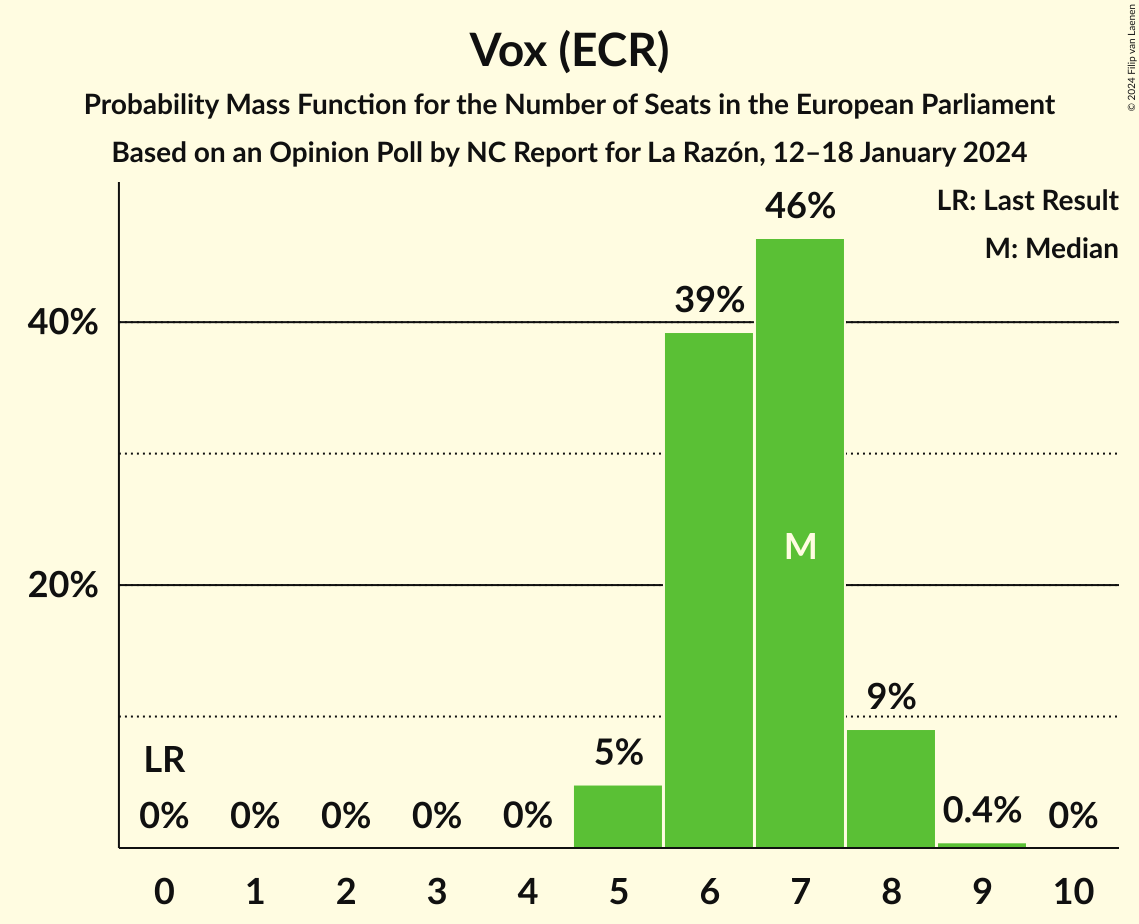 Vox (ECR)
Probability Mass Function for the Number of Seats in the European Parliament
Based on an Opinion Poll by NC Report for La Razón, 12–18 January 2024
© 2024 Filip van Laenen
LR: Last Result
M: Median
46%
39%
40%
M
20%
9%
5%
LR
0% 0% 0% 0% 0% 0.4% 0%
0 1 2 3 4 5 6 7 8 9 10